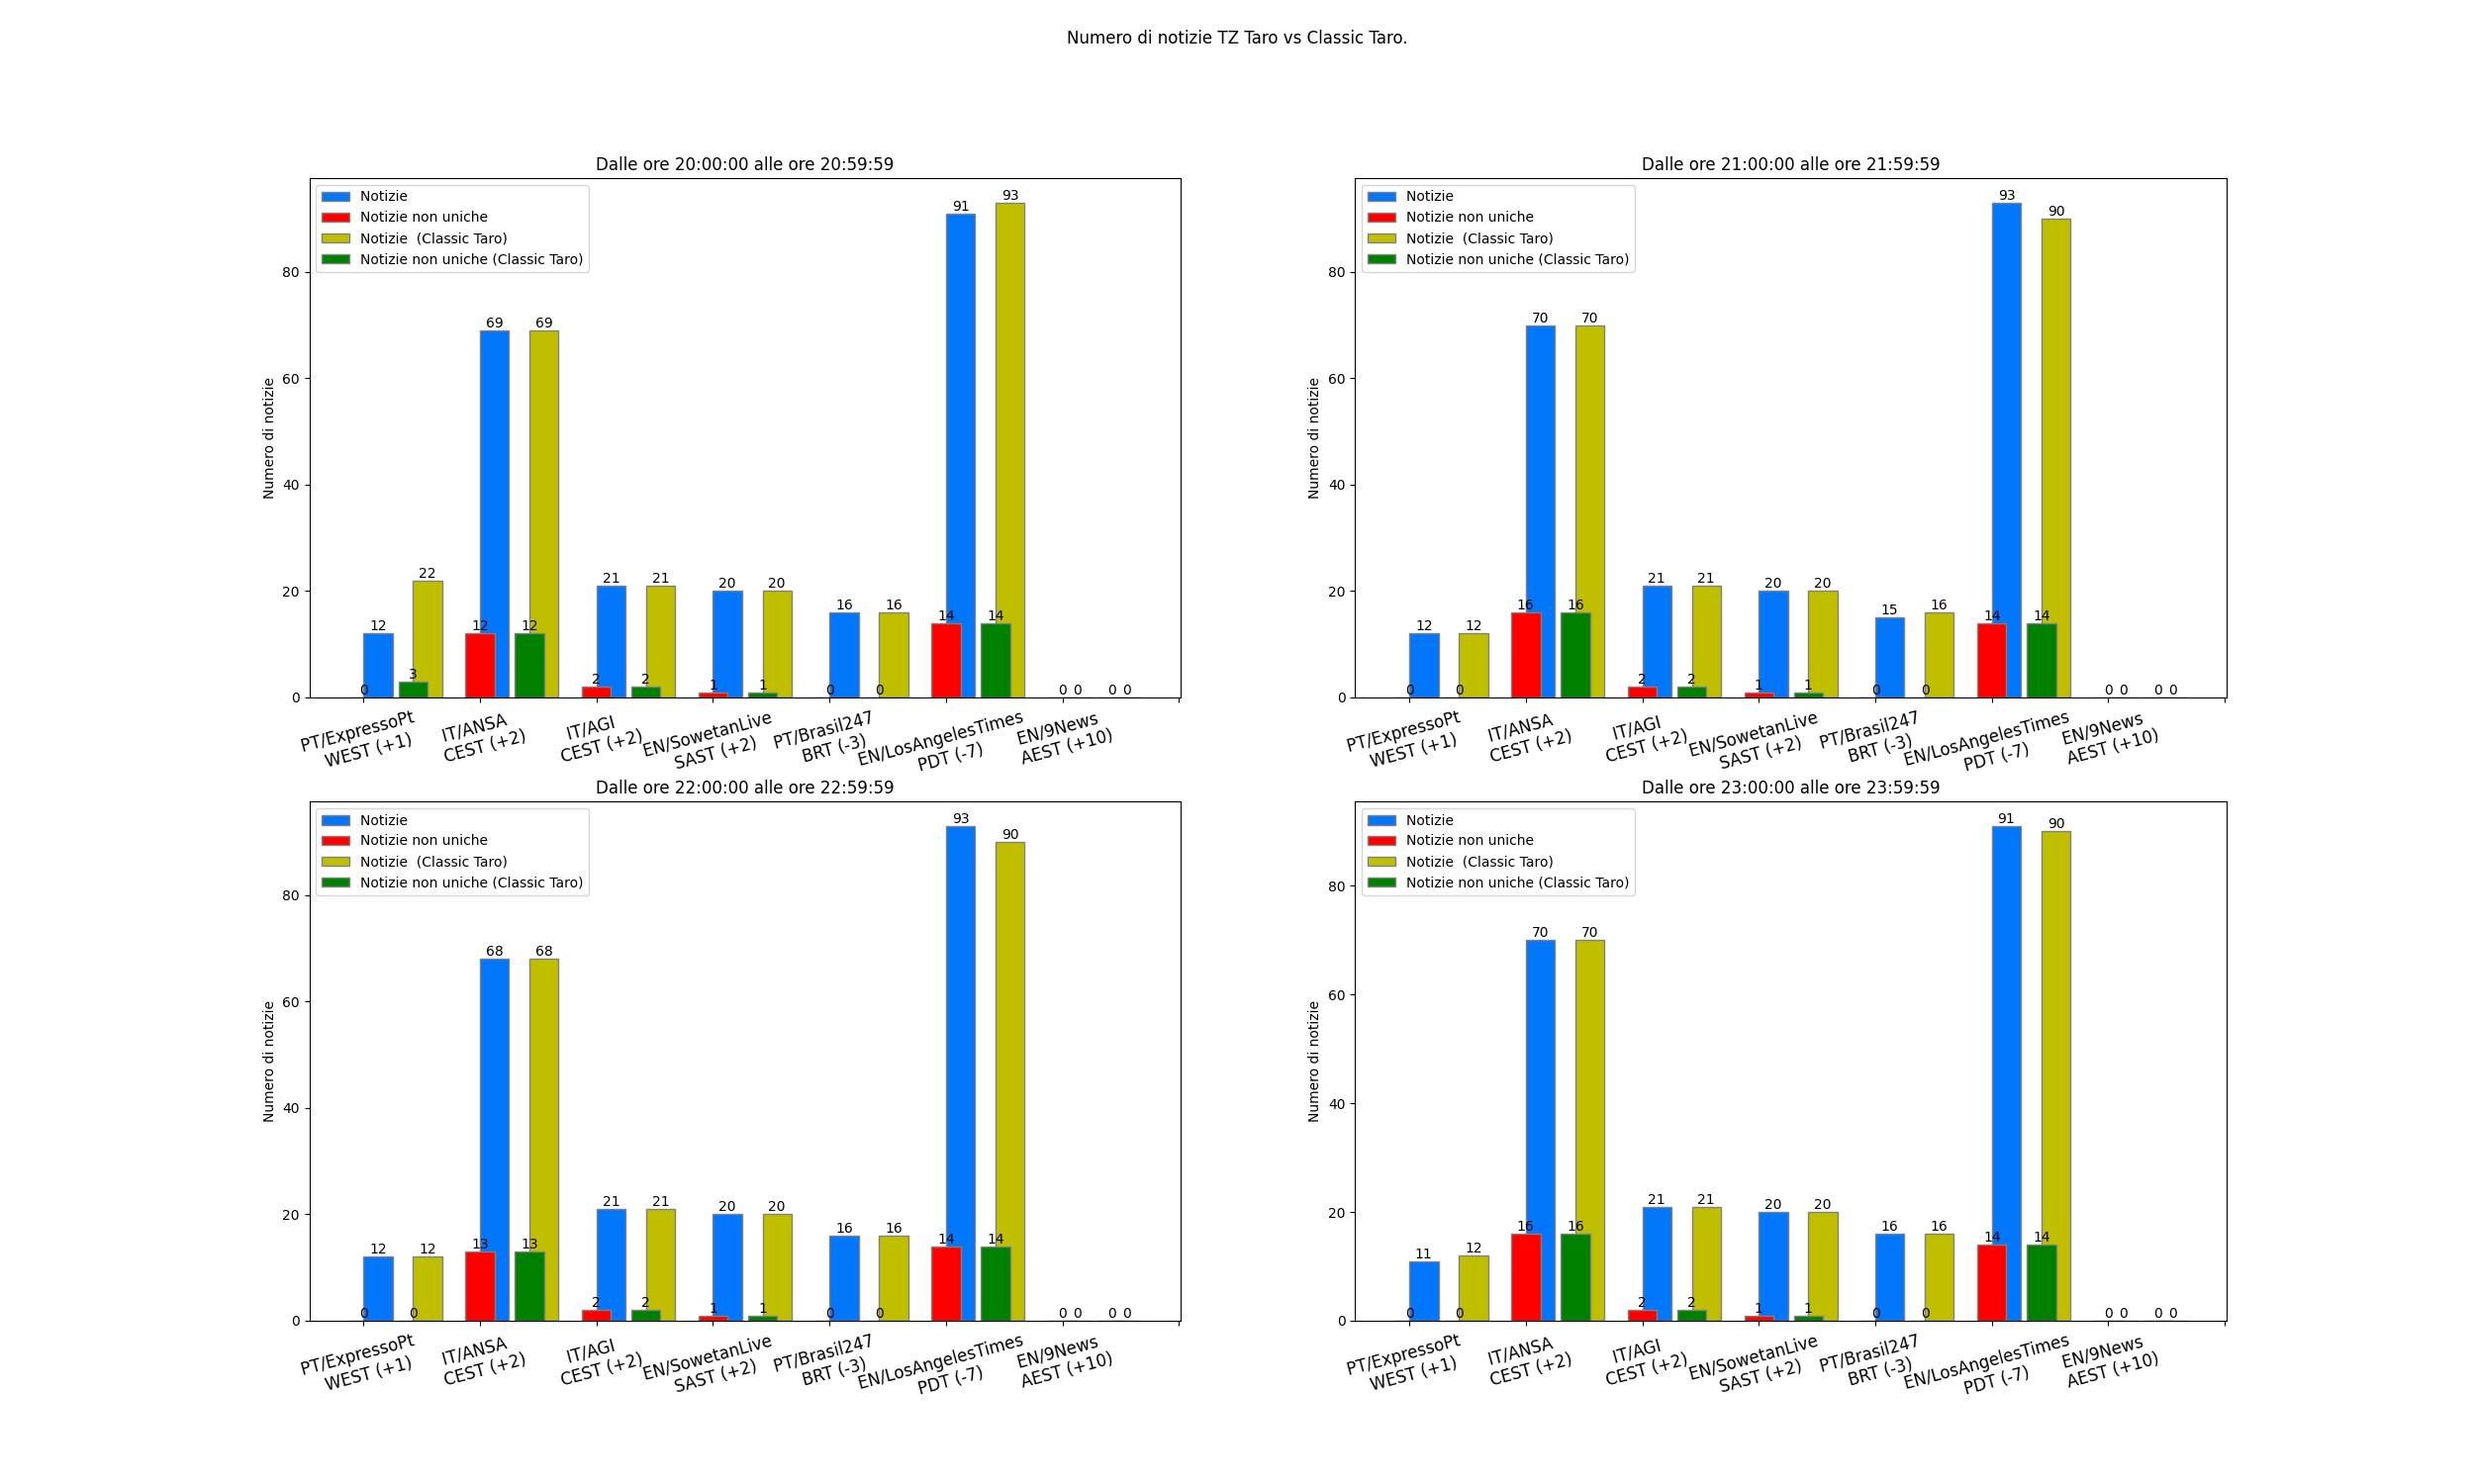 Numero di notizie TZ Taro vs Classic Taro.
Dalle ore 20:00:00 alle ore 20:59:59
Notizie
Notizie non uniche
Notizie  (Classic Taro)
Notizie non uniche (Classic Taro)
Numero di notizie
80
60
40
20
0
12 22 69 69 21 21 20 20 16 16 91 93 0 0
0 3 12 12 2 2 1 1 0 0 14 14 0 0
PT/ExpressoPt
WEST (+1)
IT/ANSA
CEST (+2)
IT/AGI
CEST (+2)
EN/SowetanLive
SAST (+2)
PT/Brasil247
BRT (-3)
EN/LosAngelesTimes
PDT (-7)
EN/9News
AEST (+10)
Dalle ore 21:00:00 alle ore 21:59:59
Notizie
Notizie non uniche
Notizie  (Classic Taro)
Notizie non uniche (Classic Taro)
Numero di notizie
80
60
40
20
0
12 12 70 70 21 21 20 20 15 16 93 90 0 0
0 0 16 16 2 2 1 1 0 0 14 14 0 0
PT/ExpressoPt
WEST (+1)
IT/ANSA
CEST (+2)
IT/AGI
CEST (+2)
EN/SowetanLive
SAST (+2)
PT/Brasil247
BRT (-3)
EN/LosAngelesTimes
PDT (-7)
EN/9News
AEST (+10)
Dalle ore 22:00:00 alle ore 22:59:59
Notizie
Notizie non uniche
Notizie  (Classic Taro)
Notizie non uniche (Classic Taro)
Numero di notizie
80
60
40
20
0
12 12 68 68 21 21 20 20 16 16 93 90 0 0
0 0 13 13 2 2 1 1 0 0 14 14 0 0
PT/ExpressoPt
WEST (+1)
IT/ANSA
CEST (+2)
IT/AGI
CEST (+2)
EN/SowetanLive
SAST (+2)
PT/Brasil247
BRT (-3)
EN/LosAngelesTimes
PDT (-7)
EN/9News
AEST (+10)
Dalle ore 23:00:00 alle ore 23:59:59
Notizie
Notizie non uniche
Notizie  (Classic Taro)
Notizie non uniche (Classic Taro)
Numero di notizie
80
60
40
20
0
11 12 70 70 21 21 20 20 16 16 91 90 0 0
0 0 16 16 2 2 1 1 0 0 14 14 0 0
PT/ExpressoPt
WEST (+1)
IT/ANSA
CEST (+2)
IT/AGI
CEST (+2)
EN/SowetanLive
SAST (+2)
PT/Brasil247
BRT (-3)
EN/LosAngelesTimes
PDT (-7)
EN/9News
AEST (+10)